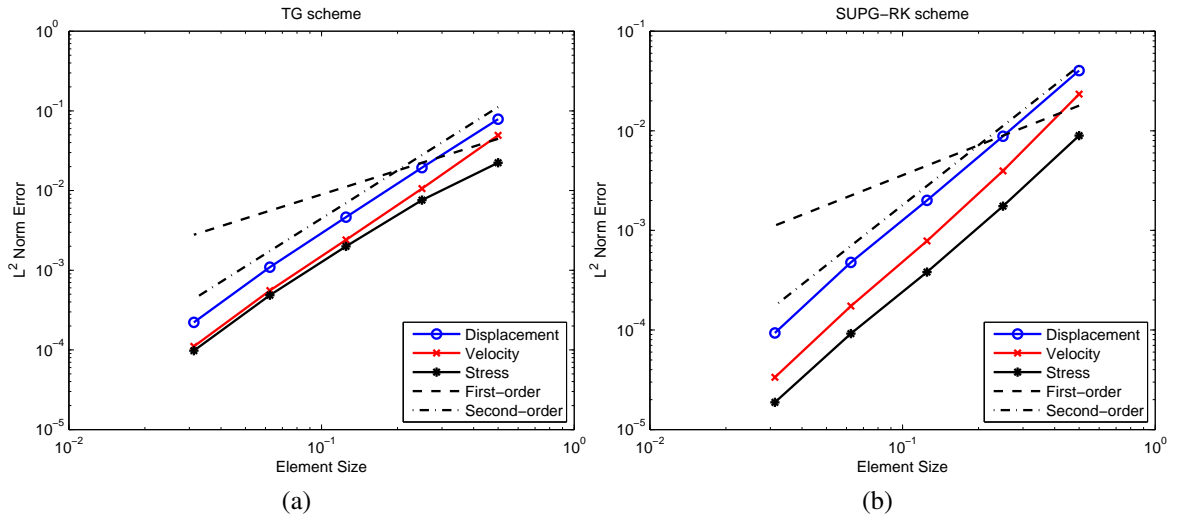 TG scheme
10^0
10^-1
10^-2
10^-3
10^-4
10^-5
L^2 Norm Error
Displacement
Velocity
Stress
First-order
Second-order
10^-2
10^-1
10^0
Element Size
(a)
SUPG-RK scheme
10^-1
10^-2
10^-3
10^-4
10^-5
L^2 Norm Error
Displacement
Velocity
Stress
First-order
Second-order
10^-2
10^-1
10^0
Element Size
(b)